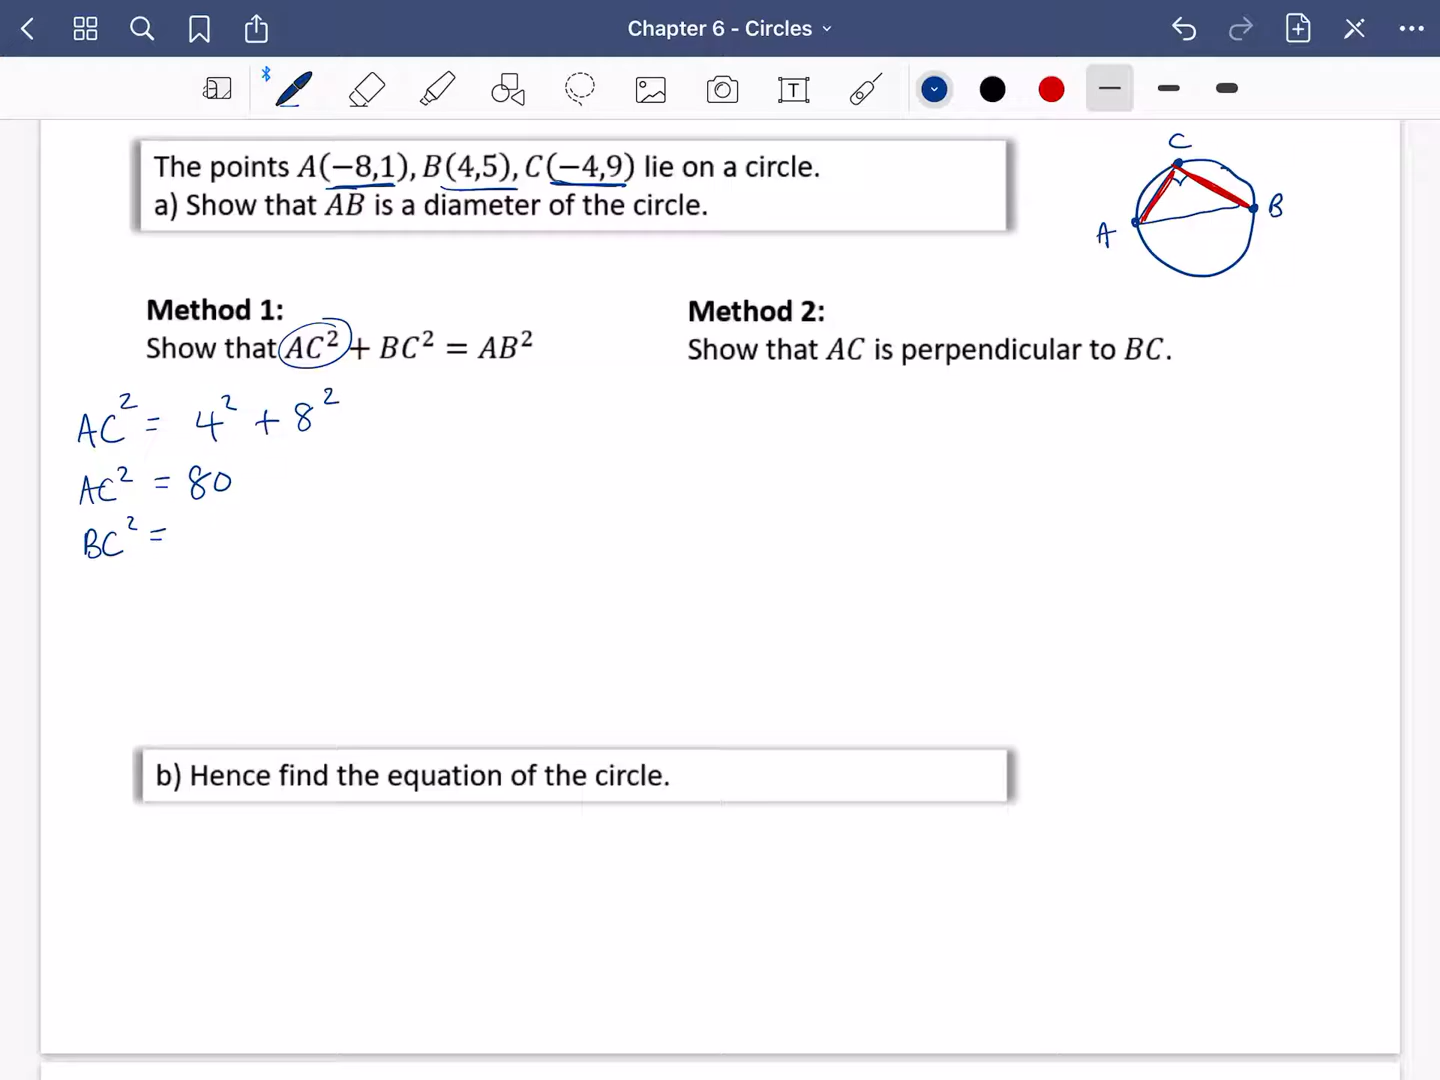 Chapter 6 - Circles
The points A(−8,1), B(4,5), C(−4,9) lie on a circle.
a) Show that AB is a diameter of the circle.
C
B
A
Method 1:
Show that AC² + BC² = AB²
Method 2:
Show that AC is perpendicular to BC.
AC² = 4² + 8²
AC² = 80
BC² =
b) Hence find the equation of the circle.